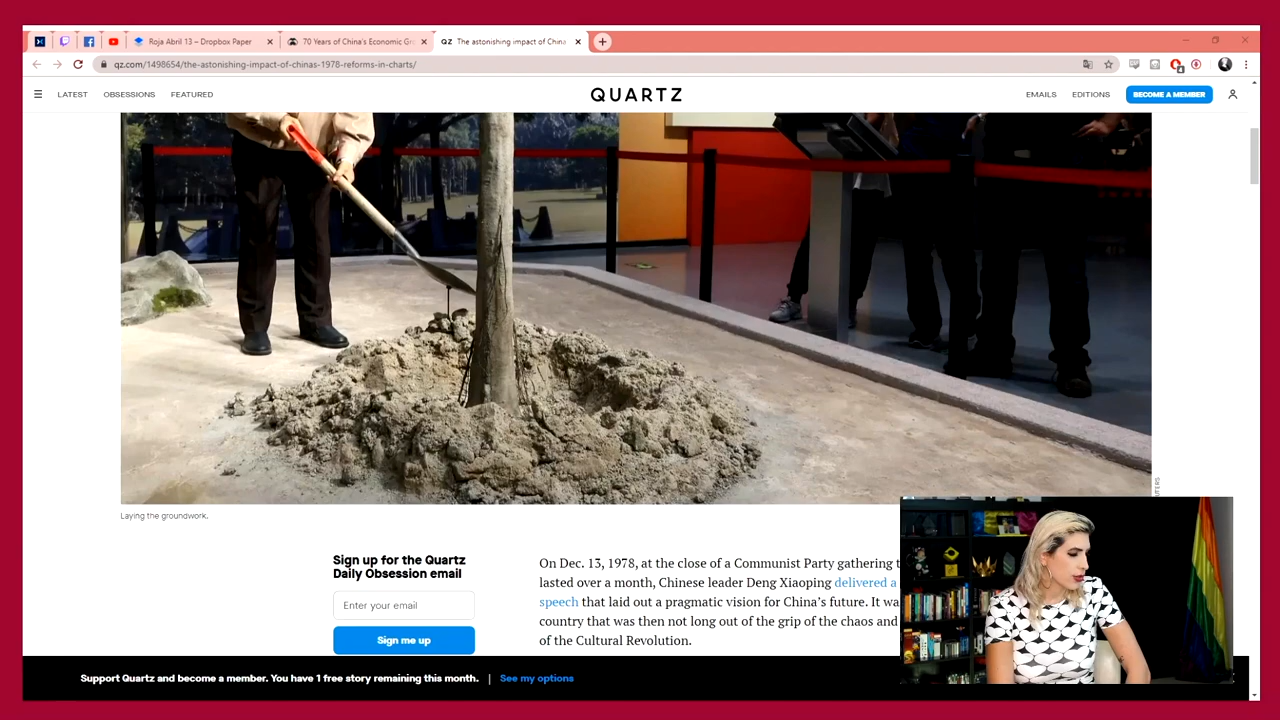 Roja Abril 13 – Dropbox Paper
70 Years of China's Economic Gr
QZ The astonishing impact of China
qz.com/1498654/the-astonishing-impact-of-chinas-1978-reforms-in-charts/
LATEST OBSESSIONS FEATURED QUARTZ EMAILS EDITIONS BECOME A MEMBER
Laying the groundwork.
Sign up for the Quartz
Daily Obsession email
Enter your email
Sign me up
On Dec. 13, 1978, at the close of a Communist Party gathering t
lasted over a month, Chinese leader Deng Xiaoping delivered a
speech that laid out a pragmatic vision for China's future. It wa
country that was then not long out of the grip of the chaos and
of the Cultural Revolution.
Support Quartz and become a member. You have 1 free story remaining this month. | See my options